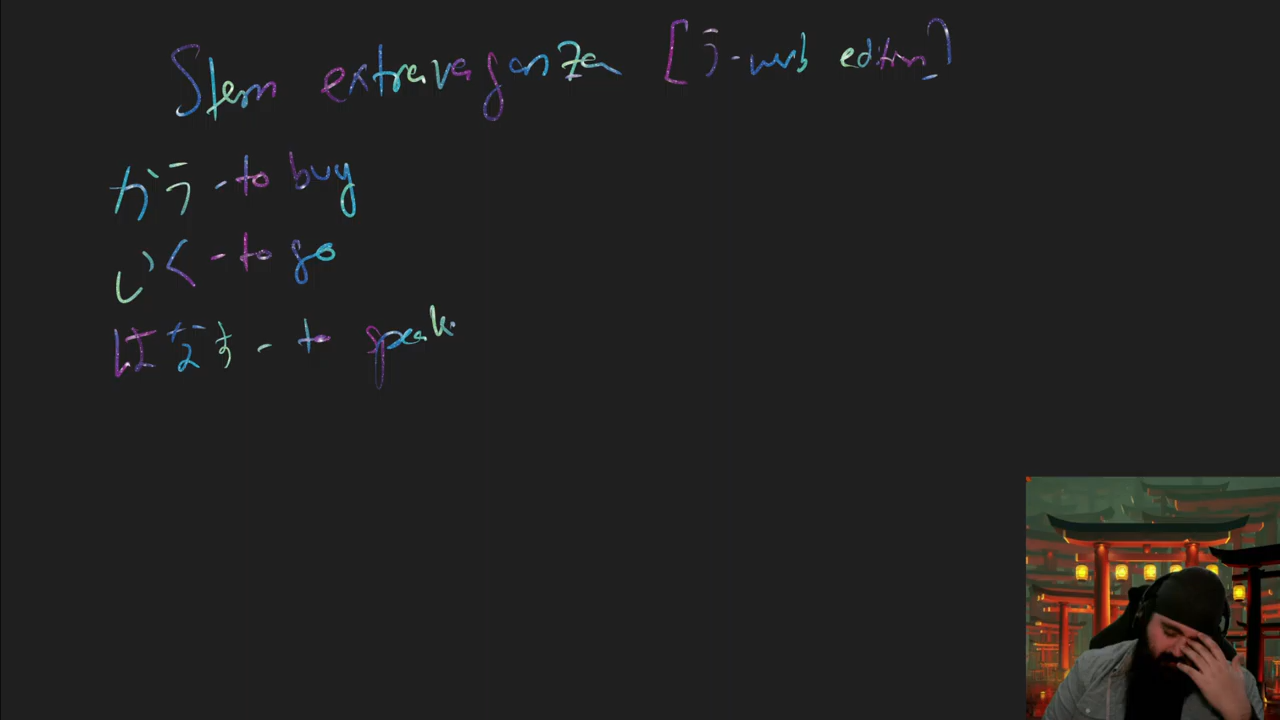 Stem extravaganza [う-verb edition]
かう - to buy
いく - to go
はなす - to speak